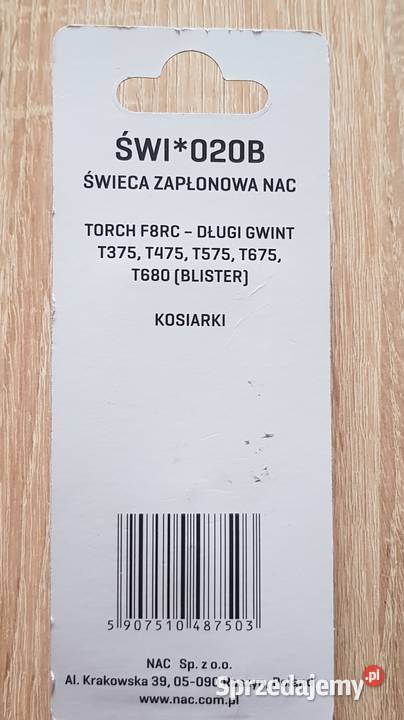 ŚWI*020B
ŚWIECA ZAPŁONOWA NAC
TORCH F8RC – DŁUGI GWINT
T375, T475, T575, T675,
T680 (BLISTER)
KOSIARKI
5 907510 487503
NAC Sp. z o.o.
Al. Krakowska 39, 05-090
www.nac.com.pl
Sprzedajemy.pl